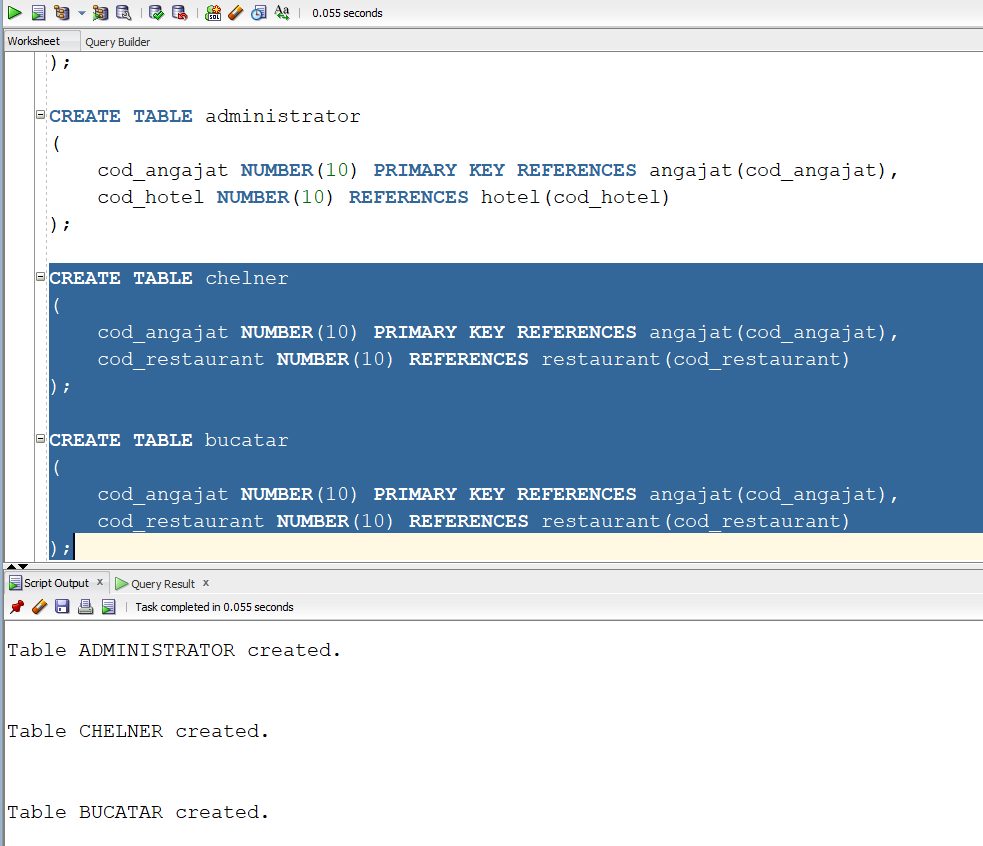 0.055 seconds
Worksheet Query Builder
);
CREATE TABLE administrator
(
cod_angajat NUMBER(10) PRIMARY KEY REFERENCES angajat(cod_angajat),
cod_hotel NUMBER(10) REFERENCES hotel(cod_hotel)
);
CREATE TABLE chelner
(
cod_angajat NUMBER(10) PRIMARY KEY REFERENCES angajat(cod_angajat),
cod_restaurant NUMBER(10) REFERENCES restaurant(cod_restaurant)
);
CREATE TABLE bucatar
(
cod_angajat NUMBER(10) PRIMARY KEY REFERENCES angajat(cod_angajat),
cod_restaurant NUMBER(10) REFERENCES restaurant(cod_restaurant)
);
Script Output x Query Result x
Task completed in 0.055 seconds
Table ADMINISTRATOR created.
Table CHELNER created.
Table BUCATAR created.